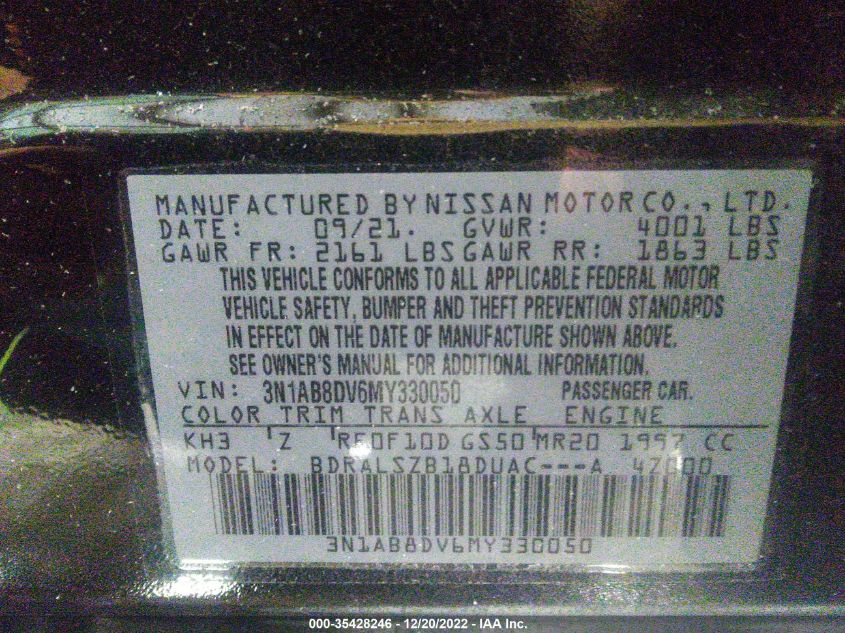 MANUFACTURED BY NISSAN MOTOR CO., LTD.
DATE: 09/21. GVWR: 4001 LBS
GAWR FR: 2161 LBS GAWR RR: 1863 LBS
THIS VEHICLE CONFORMS TO ALL APPLICABLE FEDERAL MOTOR
VEHICLE SAFETY, BUMPER AND THEFT PREVENTION STANDARDS
IN EFFECT ON THE DATE OF MANUFACTURE SHOWN ABOVE.
SEE OWNER'S MANUAL FOR ADDITIONAL INFORMATION.
VIN: 3N1AB8DV6MY330050 PASSENGER CAR.
COLOR TRIM TRANS AXLE ENGINE
KH3 Z RE0F10D GS50 MR20 1997 CC
MODEL: BDRALSZB18DUAC---A 4Z000
3N1AB8DV6MY330050
000-35428246 - 12/20/2022 - IAA Inc.